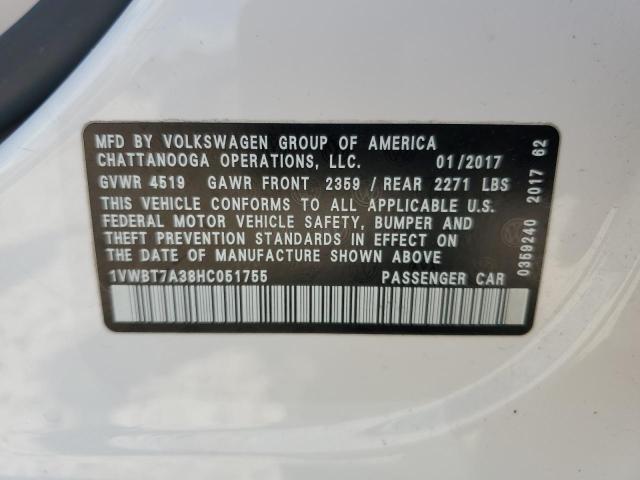 MFD BY VOLKSWAGEN GROUP OF AMERICA
CHATTANOOGA OPERATIONS, LLC. 01/2017
GVWR 4519 GAWR FRONT 2359 / REAR 2271 LBS
THIS VEHICLE CONFORMS TO ALL APPLICABLE U.S.
FEDERAL MOTOR VEHICLE SAFETY, BUMPER AND
THEFT PREVENTION STANDARDS IN EFFECT ON
THE DATE OF MANUFACTURE SHOWN ABOVE
1VWBT7A38HC051755 PASSENGER CAR
0359240 2017 62